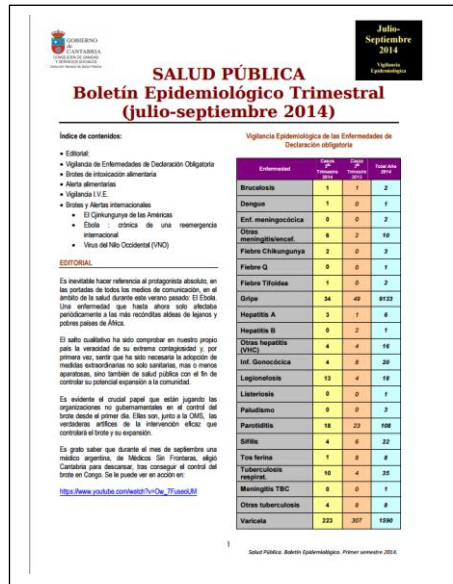 GOBIERNO
de
CANTABRIA
CONSEJERÍA DE SANIDAD
Y SERVICIOS SOCIALES
Dirección General de Salud Pública
Julio-
Septiembre
2014
Vigilancia
Epidemiológica
SALUD PÚBLICA
Boletín Epidemiológico Trimestral
(julio-septiembre 2014)
Índice de contenidos:
• Editorial:
• Vigilancia de Enfermedades de Declaración Obligatoria
• Brotes de intoxicación alimentaria
• Alerta alimentarias
• Vigilancia I.V.E.
• Brotes y Alertas internacionales
• El Cjinkungunya de las Américas
• Ébola : crónica de una reemergencia
internacional
• Virus del Nilo Occidental (VNO)
EDITORIAL
Es inevitable hacer referencia al protagonista absoluto, en
las portadas de todos los medios de comunicación, en el
ámbito de la salud durante este verano pasado: El Ébola.
Una enfermedad que hasta ahora solo afectaba
periódicamente a las más recónditas aldeas de lejanos y
pobres países de África.
El salto cualitativo ha sido comprobar en nuestro propio
país la veracidad de su extrema contagiosidad y, por
primera vez, sentir que ha sido necesaria la adopción de
medidas extraordinarias no solo sanitarias, mas o menos
aparatosas, sino también de salud pública con el fin de
controlar su potencial expansión a la comunidad.
Es evidente el crucial papel que están jugando las
organizaciones no gubernamentales en el control del
brote desde el primer día. Ellas son, junto a la OMS, las
verdaderas artífices de la intervención eficaz que
controlará el brote y su expansión.
Es grato saber que durante el mes de septiembre una
médico argentina, de Médicos Sin Fronteras, eligió
Cantabria para descansar, tras conseguir el control del
brote en Congo. Se le puede ver en acción en:
https://www.youtube.com/watch?v=Ow_7FuseoUM
Vigilancia Epidemiológica de las Enfermedades de
Declaración obligatoria
Enfermedad Casos Trimestre 2014 Casos Trimestre 2013 Total Año 2014
Brucelosis 1 1 2
Dengue 1 0 1
Enf. meningocócica 0 0 2
Otras meningitis/encef. 6 2 10
Fiebre Chikungunya 2 0 3
Fiebre Q 0 0 1
Fiebre Tifoidea 1 0 2
Gripe 34 49 9133
Hepatitis A 3 1 6
Hepatitis B 0 2 1
Otras hepatitis (VHC) 4 4 16
Inf. Gonocócica 4 8 20
Legionelosis 13 4 18
Listeriosis 0 0 1
Paludismo 0 0 3
Parotiditis 18 23 108
Sífilis 4 6 22
Tos ferina 1 8 8
Tuberculosis respirat. 10 4 35
Meningitis TBC 0 0 1
Otras tuberculosis 4 8 8
Varicela 223 307 1590
1
Salud Pública. Boletín Epidemiológico. Primer semestre 2014.